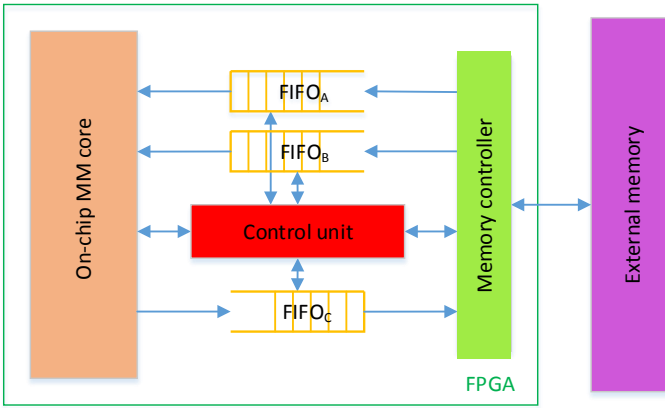 On-chip MM core
FIFOA
FIFOB
Control unit
FIFOC
Memory controller
External memory
FPGA